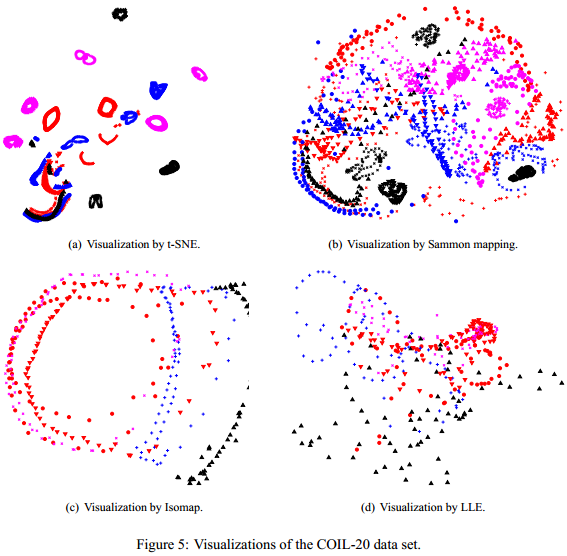 (a) Visualization by t-SNE.
(b) Visualization by Sammon mapping.
(c) Visualization by Isomap.
(d) Visualization by LLE.
Figure 5: Visualizations of the COIL-20 data set.